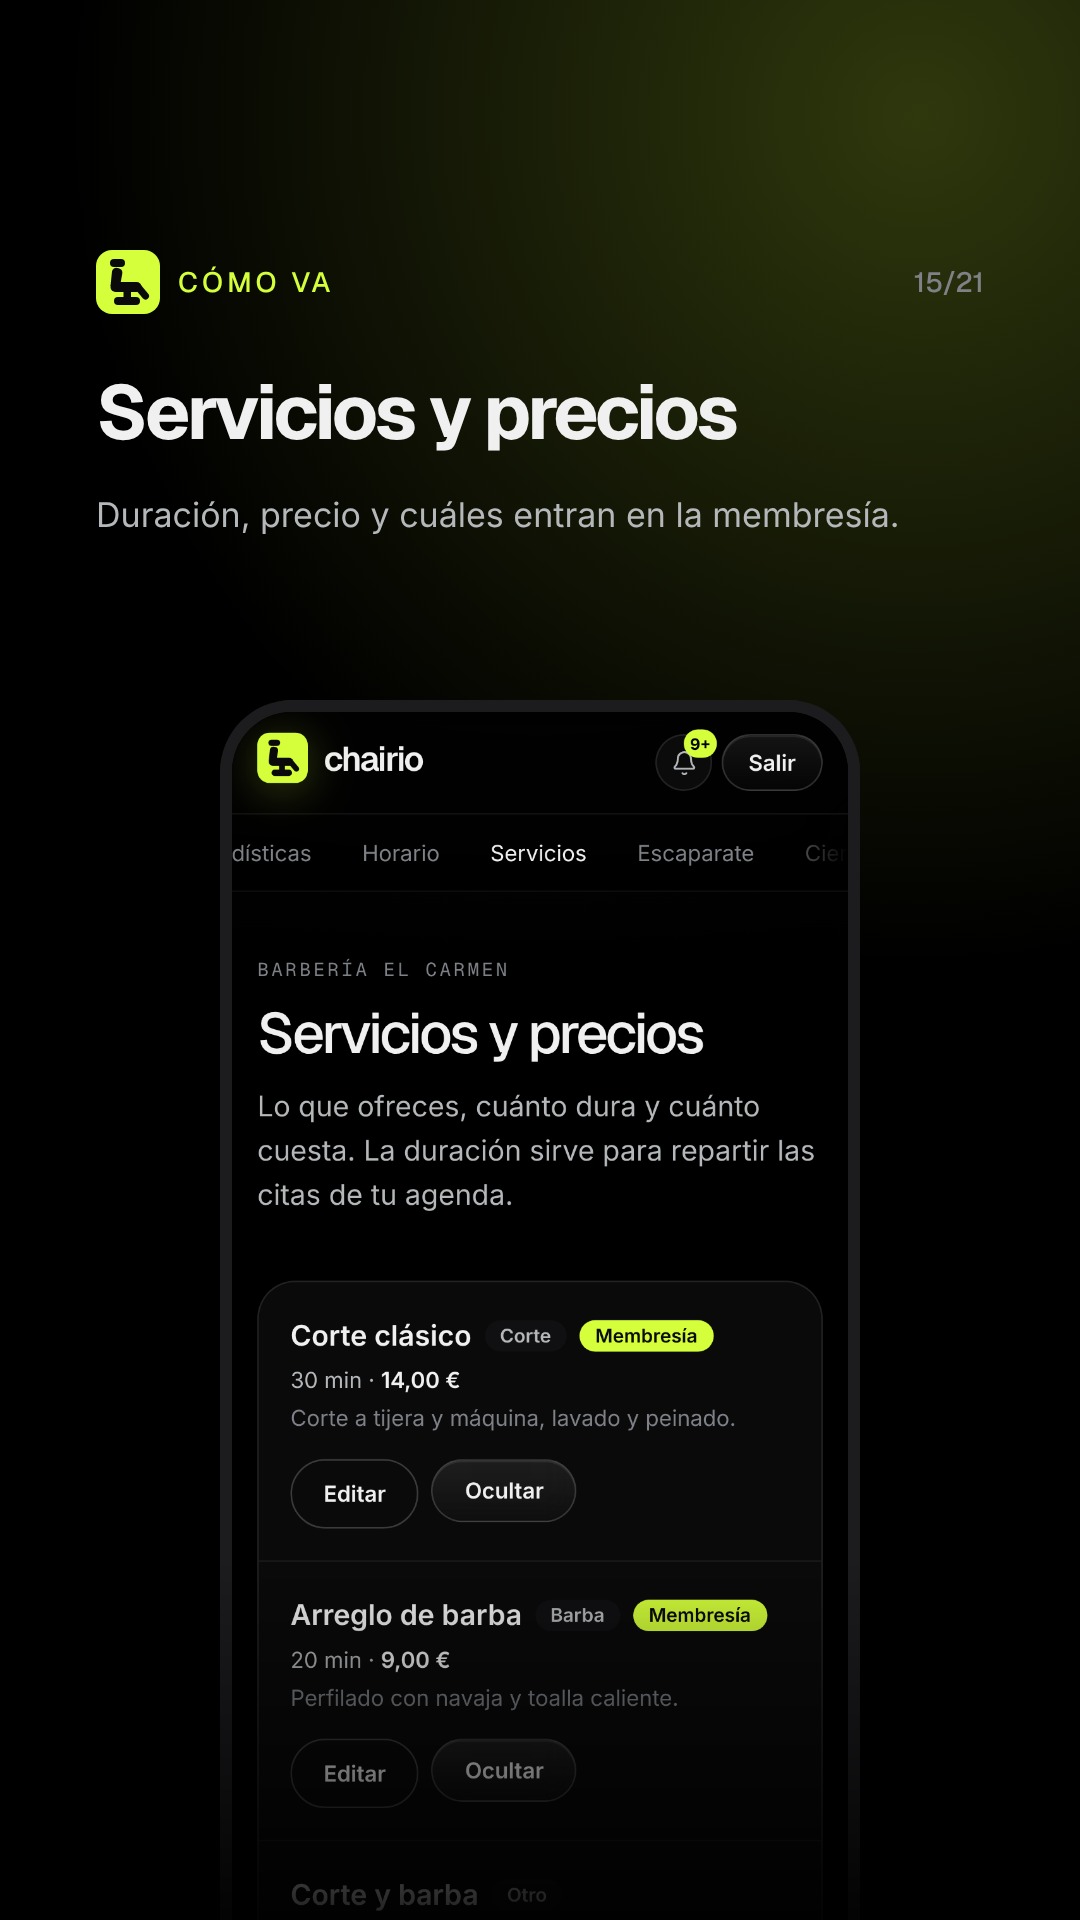 CÓMO VA
15/21
Servicios y precios
Duración, precio y cuáles entran en la membresía.
chairio
9+
Salir
dísticas Horario Servicios Escaparate Cier
BARBERÍA EL CARMEN
Servicios y precios
Lo que ofreces, cuánto dura y cuánto
cuesta. La duración sirve para repartir las
citas de tu agenda.
Corte clásico Corte Membresía
30 min · 14,00 €
Corte a tijera y máquina, lavado y peinado.
Editar Ocultar
Arreglo de barba Barba Membresía
20 min · 9,00 €
Perfilado con navaja y toalla caliente.
Editar Ocultar
Corte y barba Otro